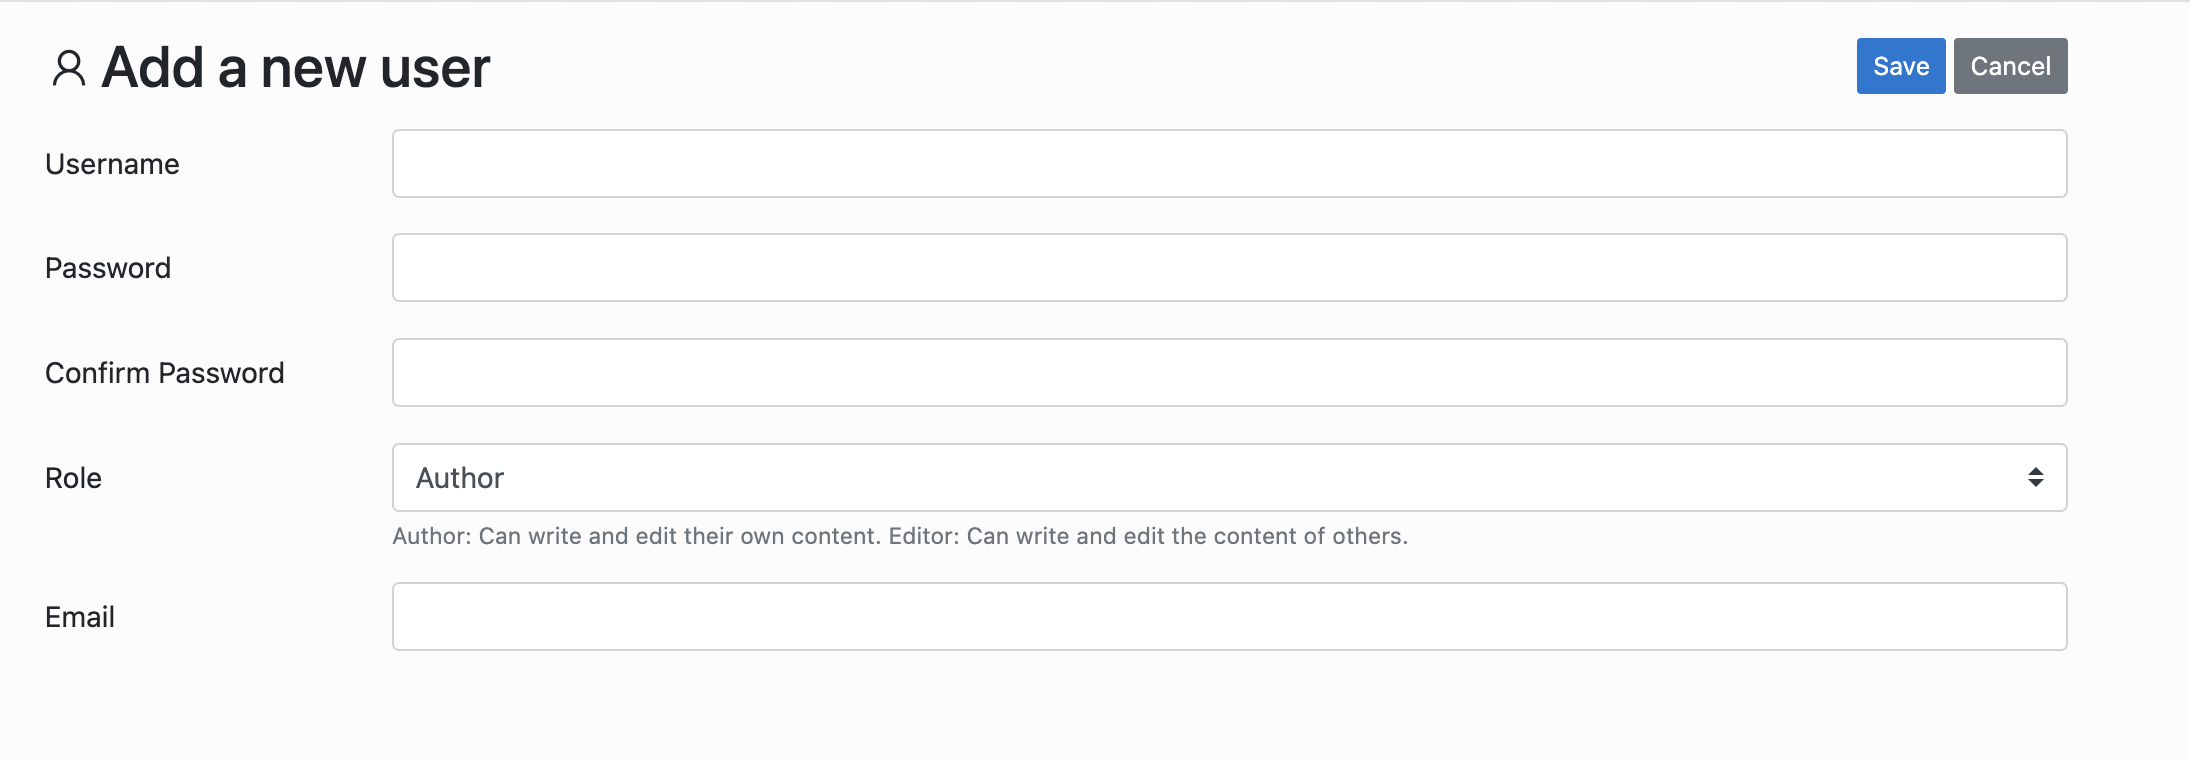 Add a new user
Save
Cancel
Username
Password
Confirm Password
Role
Author
Author: Can write and edit their own content. Editor: Can write and edit the content of others.
Email